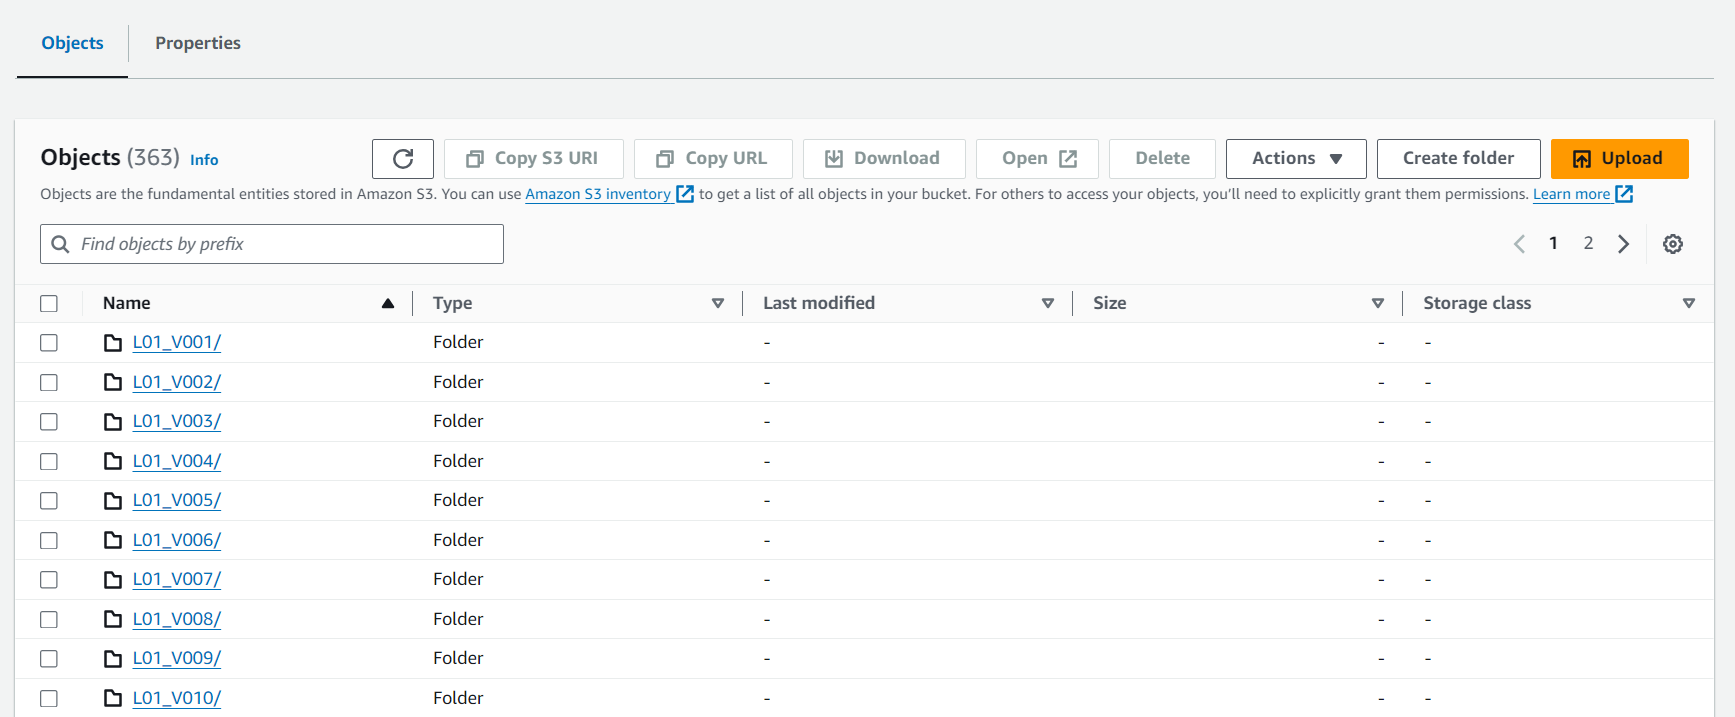 Objects Properties
Objects (363) Info Copy S3 URI Copy URL Download Open Delete Actions Create folder Upload
Objects are the fundamental entities stored in Amazon S3. You can use Amazon S3 inventory to get a list of all objects in your bucket. For others to access your objects, you’ll need to explicitly grant them permissions. Learn more
Find objects by prefix 1 2
Name Type Last modified Size Storage class
L01_V001/ Folder - - -
L01_V002/ Folder - - -
L01_V003/ Folder - - -
L01_V004/ Folder - - -
L01_V005/ Folder - - -
L01_V006/ Folder - - -
L01_V007/ Folder - - -
L01_V008/ Folder - - -
L01_V009/ Folder - - -
L01_V010/ Folder - - -